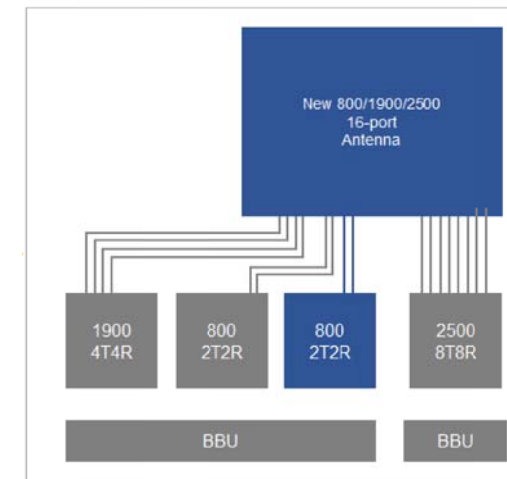 New 800/1900/2500
16-port
Antenna
1900
4T4R
800
2T2R
800
2T2R
2500
8T8R
BBU
BBU